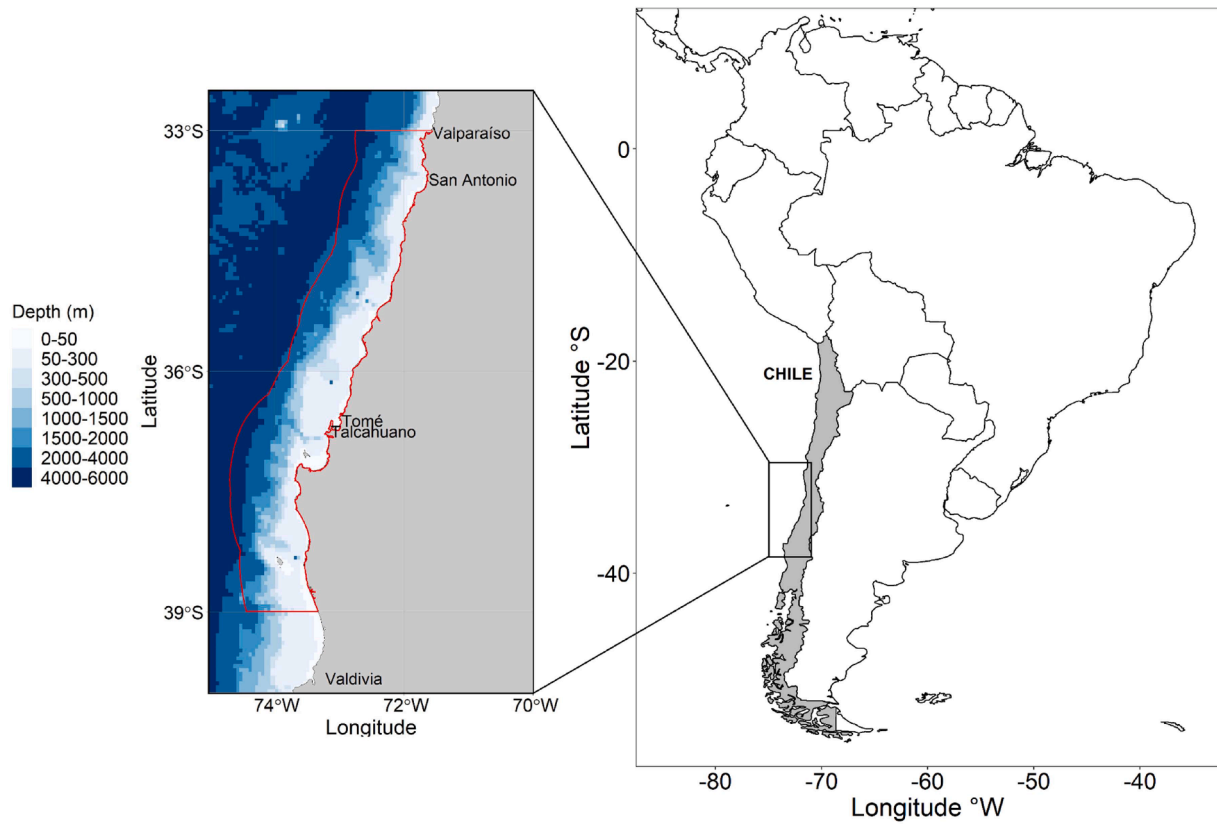 Depth (m)
0-50
50-300
300-500
500-1000
1000-1500
1500-2000
2000-4000
4000-6000
Latitude
33°S
36°S
39°S
Valparaíso
San Antonio
Tomé
Talcahuano
Valdivia
74°W
72°W
70°W
Longitude
Latitude °S
0
-20
-40
CHILE
-80
-70
-60
-50
-40
Longitude °W